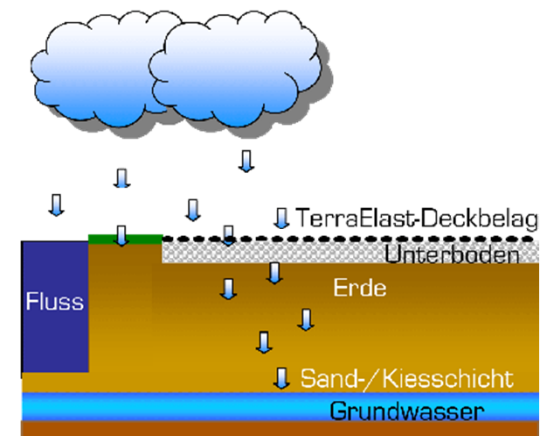 TerraElast-Deckbelag
Unterboden
Fluss
Erde
Sand-/Kiesschicht
Grundwasser